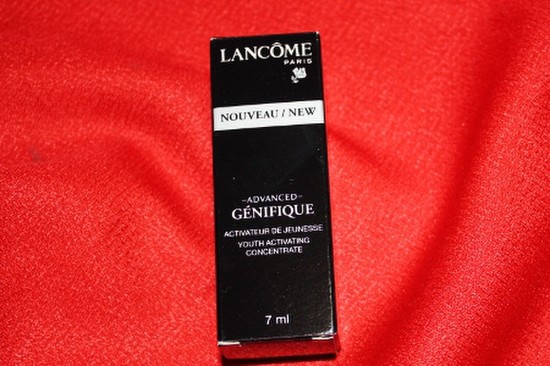 LANCÔME
PARIS
NOUVEAU / NEW
-ADVANCED-
GÉNIFIQUE
ACTIVATEUR DE JEUNESSE
YOUTH ACTIVATING
CONCENTRATE
7 ml